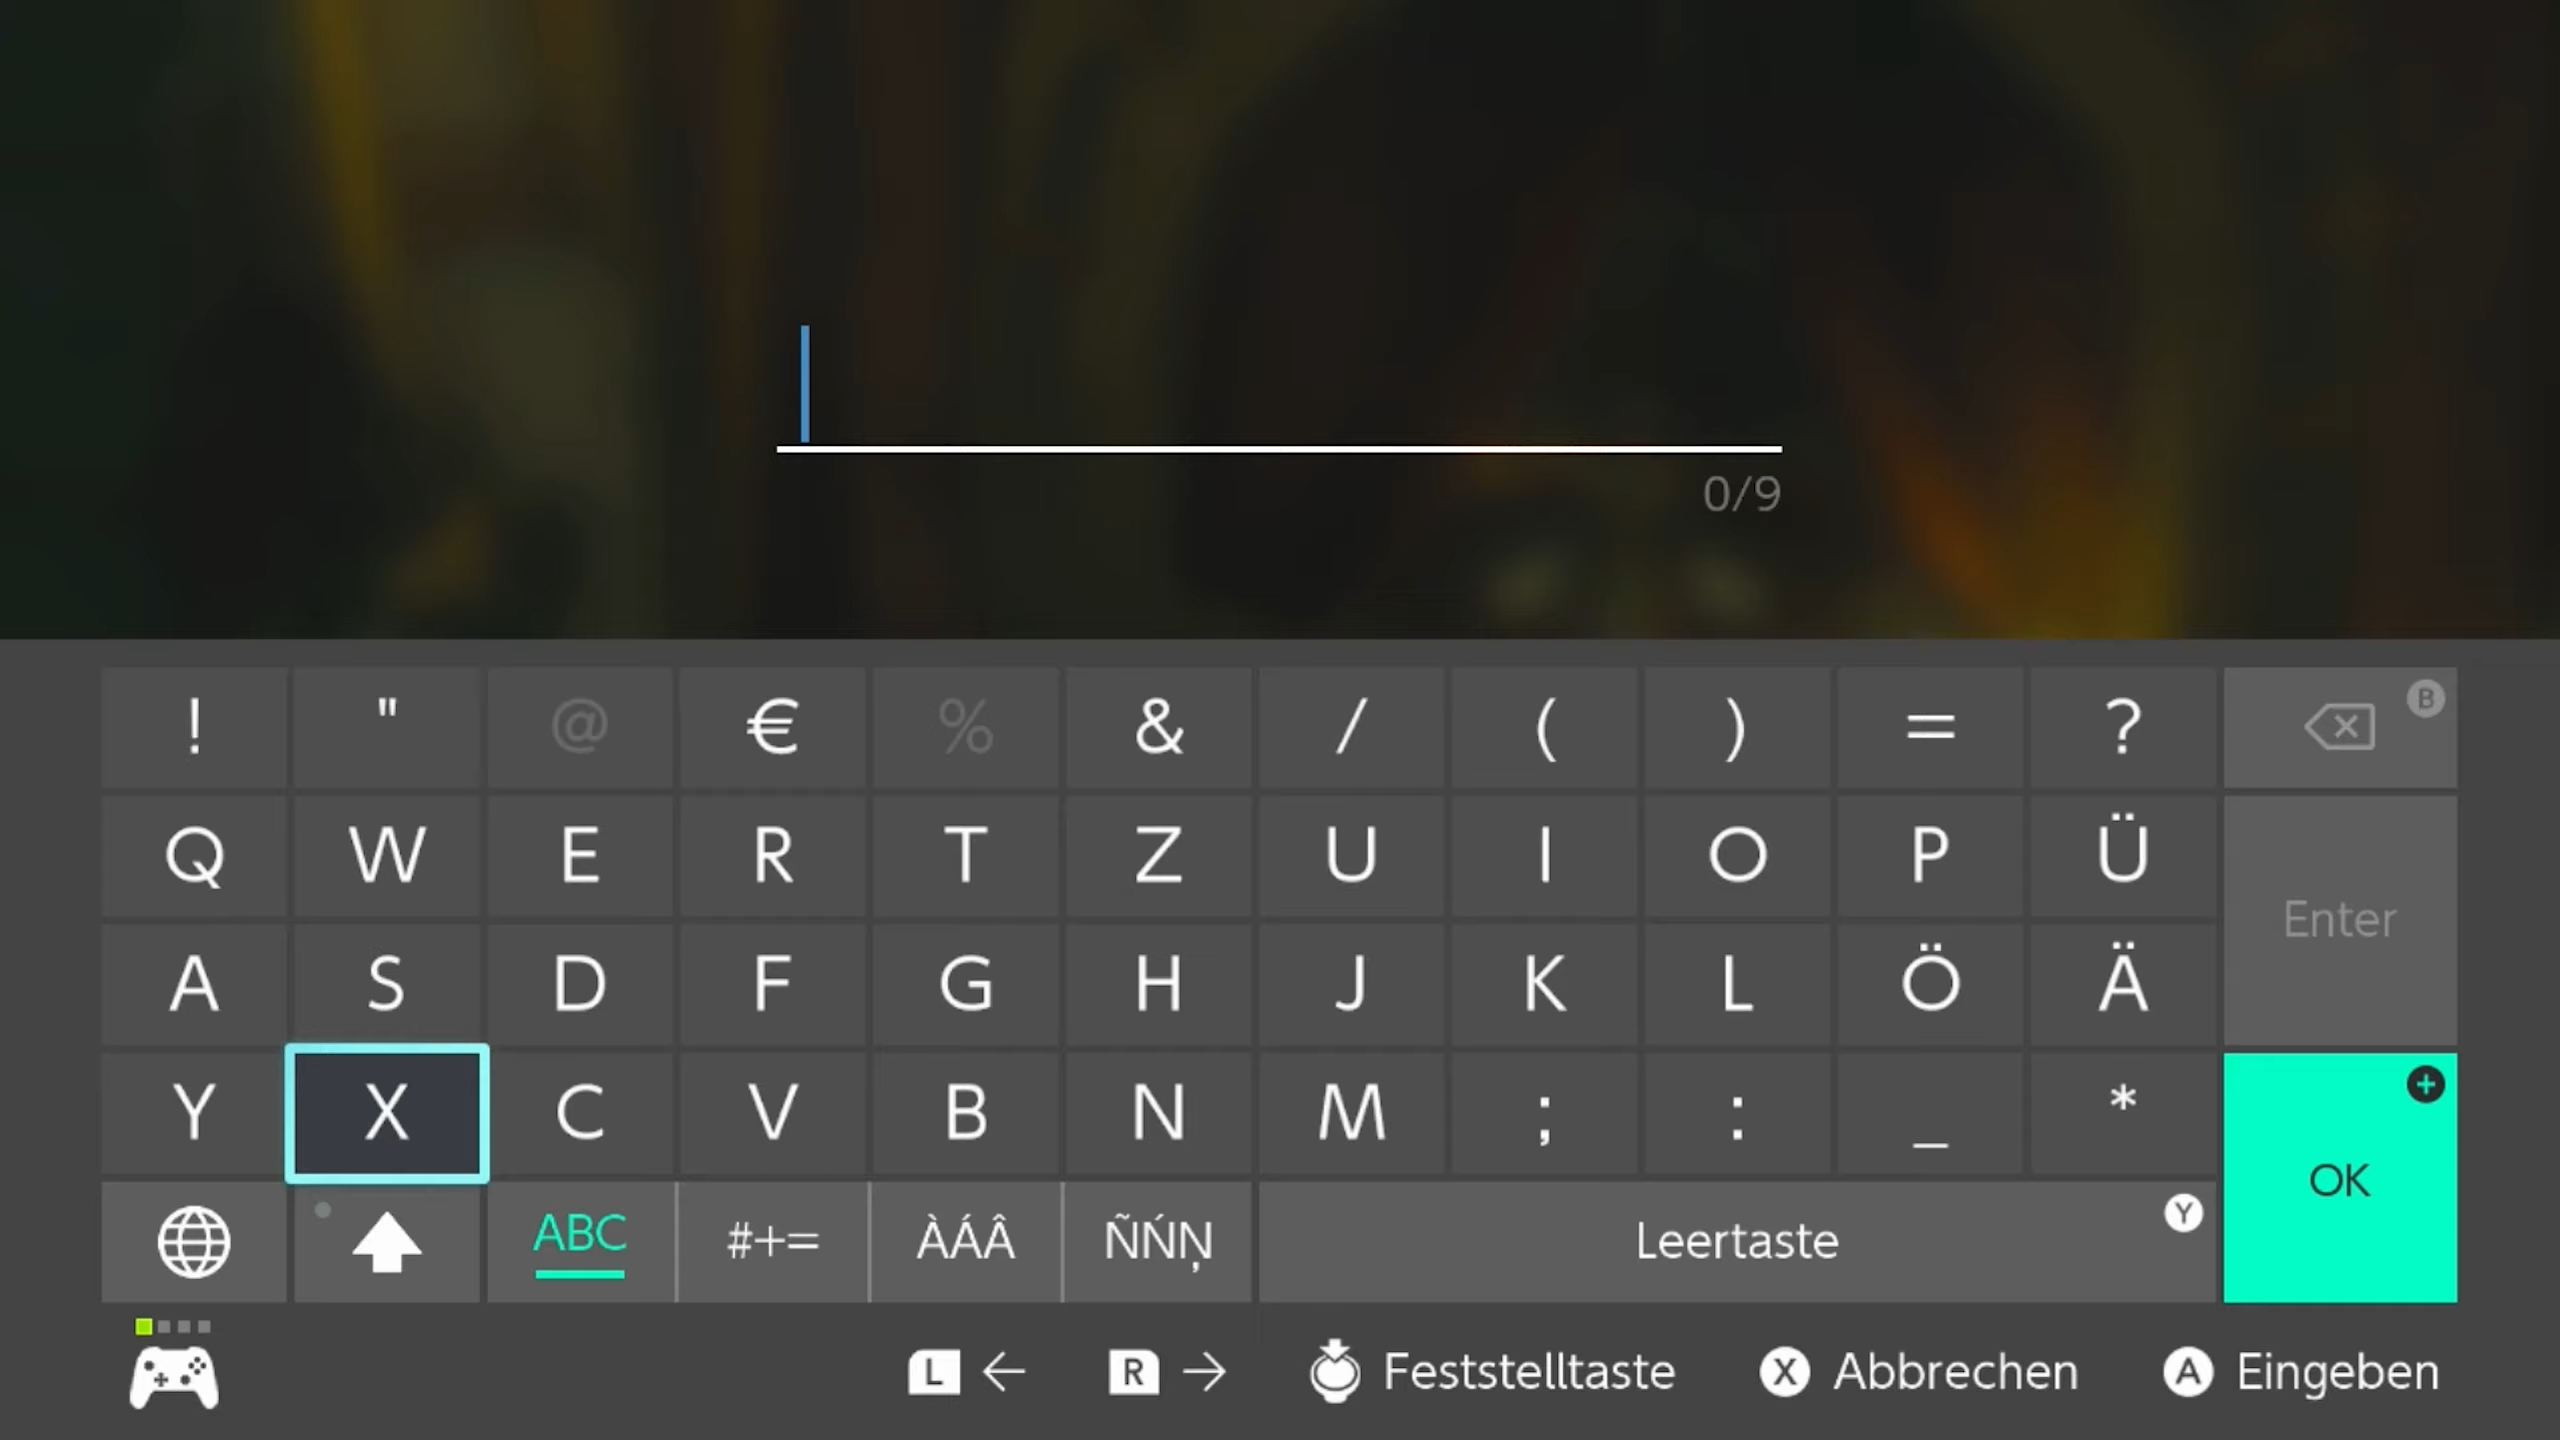 0/9
! " @ € % & / ( ) = ? B
Q W E R T Z U I O P Ü Enter
A S D F G H J K L Ö Ä
Y X C V B N M ; : _ * + OK
ABC #+= ÀÁÂ ÑŃŅ Leertaste Y
L ← R → Feststelltaste X Abbrechen A Eingeben